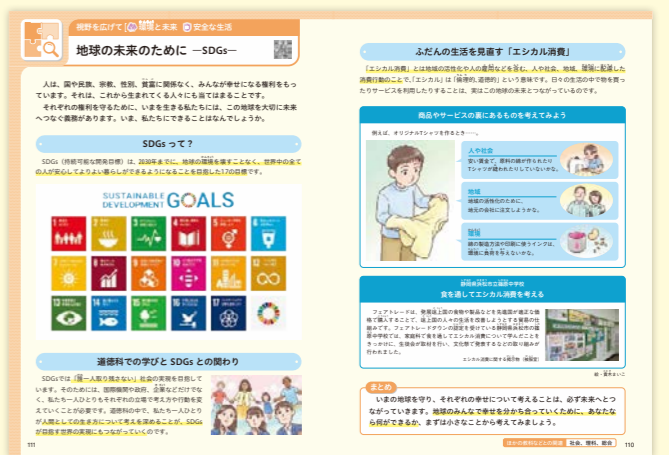 視野を広げて 環境と未来 安全な生活
地球の未来のために ―SDGs―
人は、国や民族、宗教、性別、貧富に関係なく、みんなが幸せになる権利をもっ
ています。それは、これから生まれてくる人々にも当てはまることです。
それぞれの権利を守るために、いまを生きる私たちには、この地球を大切に未来
へつなぐ義務があります。いま、私たちにできることはなんでしょう。
SDGs って？
SDGs（持続可能な開発目標）は、2030年までに、地球の環境を壊すことなく、世界中の全て
の人が安心してよりよい暮らしができるようになることを目指した17の目標です。
SUSTAINABLE
DEVELOPMENT GOALS
1
2
3
4
5
6
7
8
9
10
11
12
13
14
15
16
17
道徳科での学びと SDGs との関わり
SDGsでは「誰一人取り残さない」社会の実現を目指して
います。そのためには、国際機関や政府、企業などだけでな
く、私たち一人ひとりもそれぞれの立場で考え方や行動を変
えていくことが必要です。道徳科の中で、私たち一人ひとり
が人間としての生き方について考えを深めることが、SDGs
が目指す世界の実現にもつながっていくのです。
111
ふだんの生活を見直す「エシカル消費」
「エシカル消費」とは地域の活性化や人の雇用などを含む、人や社会、地域、環境に配慮した
消費行動のことで、「エシカル」は「倫理的、道徳的」という意味です。日々の生活の中で物を買っ
たりサービスを利用したりすることは、実はこの地球の未来とつながっているのです。
商品やサービスの裏にあるものを考えてみよう
例えば、オリジナルTシャツを作るとき……。
人や社会
安い賃金で、原料の綿が作られたり
Tシャツが縫われたりしていないかな。
地域
地域の活性化のために、
地元の会社に注文しようかな。
環境
綿の製造方法や印刷に使うインクは、
環境に負荷を与えないかな。
静岡県浜松市立雄踏中学校
食を通してエシカル消費を考える
フェアトレードは、発展途上国の食物や製品などを先進国が適正な価
格で購入することで、途上国の人々の生活を改善しようとする貿易の仕
組みです。フェアトレードタウンの認定を受けている静岡県浜松市の雄
踏中学校では、家庭科で食を通してエシカル消費について学んだことを
きっかけに、生徒会が取材を行い、文化祭で発表するなどの取り組みが
行われました。
エシカル消費に関する掲示物
まとめ
いまの地球を守り、それぞれの幸せについて考えることは、必ず未来へとつ
ながっていきます。地球のみんなで幸せを分かち合っていくために、あなたな
ら何ができるか、まずは小さなことから考えてみましょう。
ほかの教科などとの関連 社会、理科、総合
110